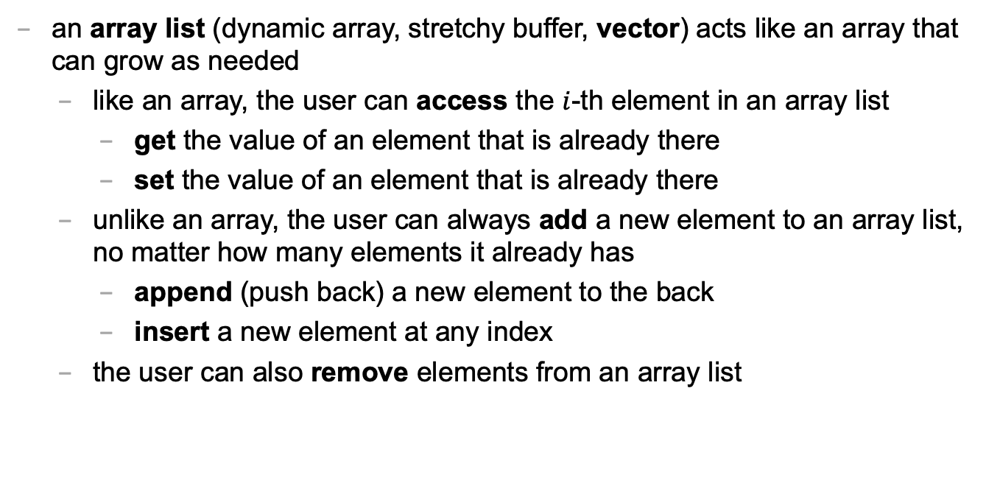 – an array list (dynamic array, stretchy buffer, vector) acts like an array that
can grow as needed
– like an array, the user can access the i-th element in an array list
– get the value of an element that is already there
– set the value of an element that is already there
– unlike an array, the user can always add a new element to an array list,
no matter how many elements it already has
– append (push back) a new element to the back
– insert a new element at any index
– the user can also remove elements from an array list